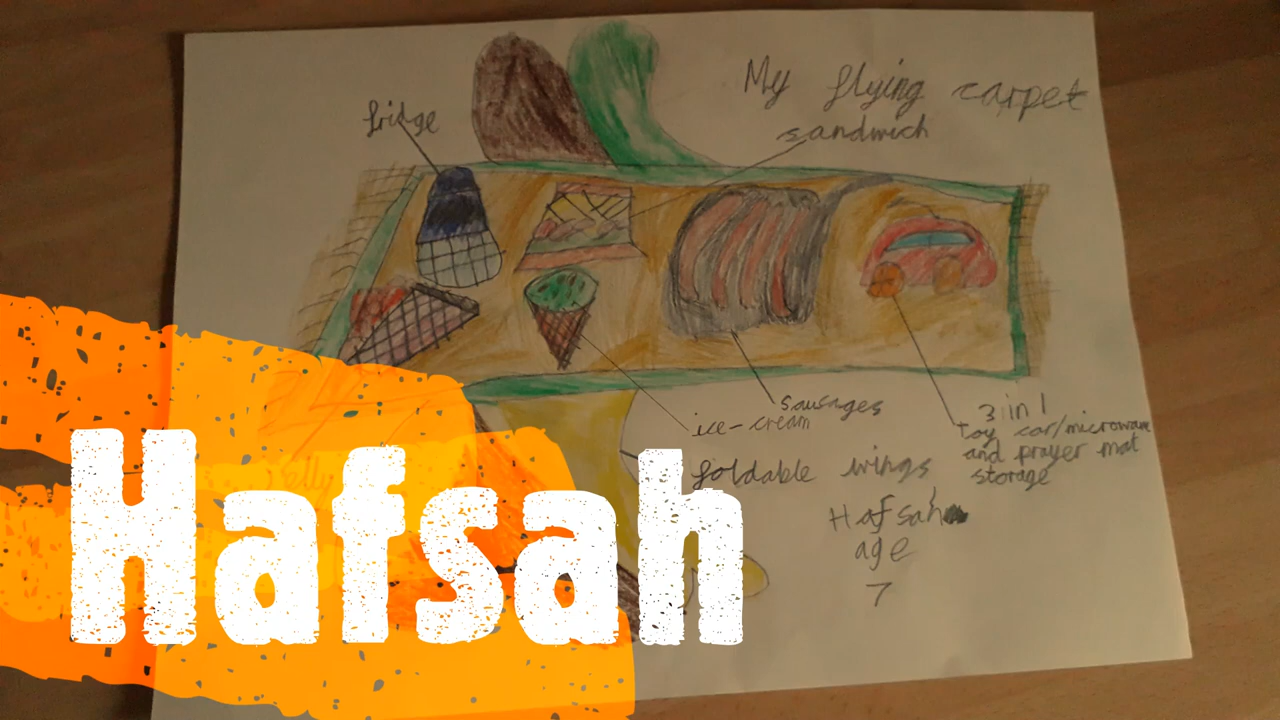 My flying carpet
fridge
sandwich
sausages
ice-cream
3 in 1
toy car/microwave
and prayer mat
storage
foldable wings
Hafsah
age
7
Jelly
Hafsah